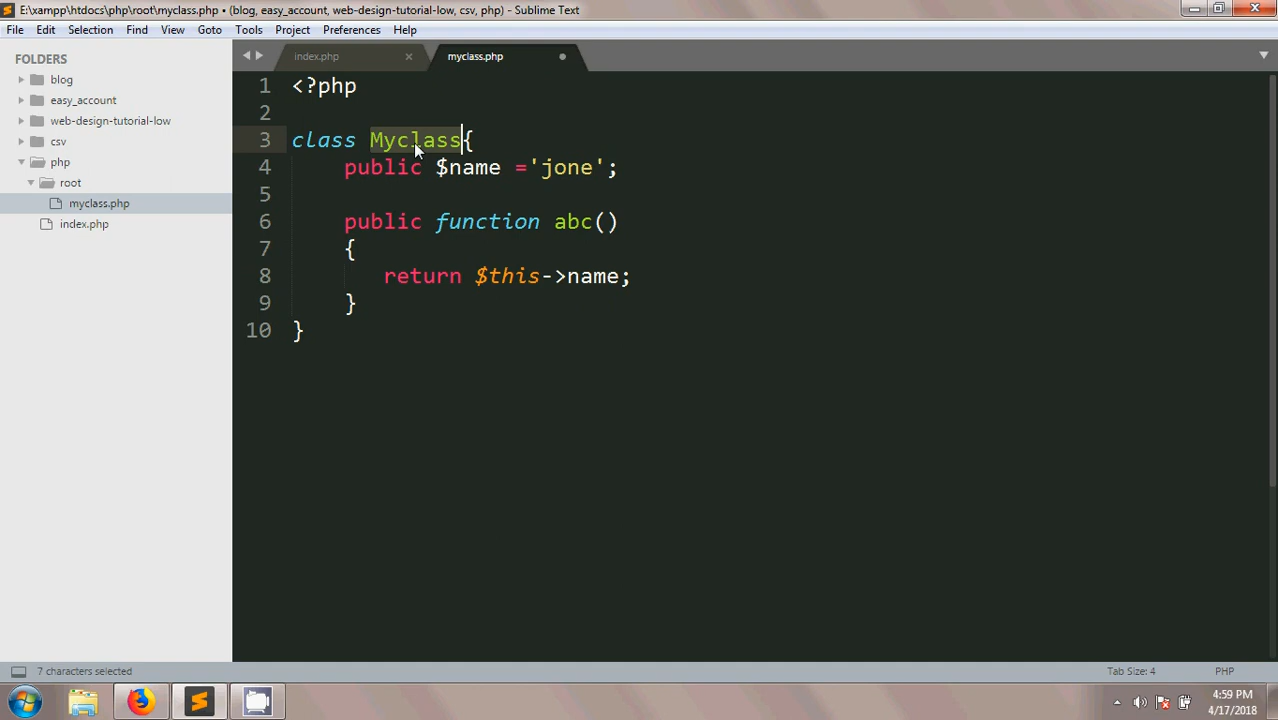 E:\xampp\htdocs\php\root\myclass.php • (blog, easy_account, web-design-tutorial-low, csv, php) - Sublime Text
File Edit Selection Find View Goto Tools Project Preferences Help
FOLDERS
blog
easy_account
web-design-tutorial-low
csv
php
root
myclass.php
index.php
index.php myclass.php
1 <?php
2
3 class Myclass{
4 public $name ='jone';
5
6 public function abc()
7 {
8 return $this->name;
9 }
10 }
7 characters selected Tab Size: 4 PHP
4:59 PM
4/17/2018